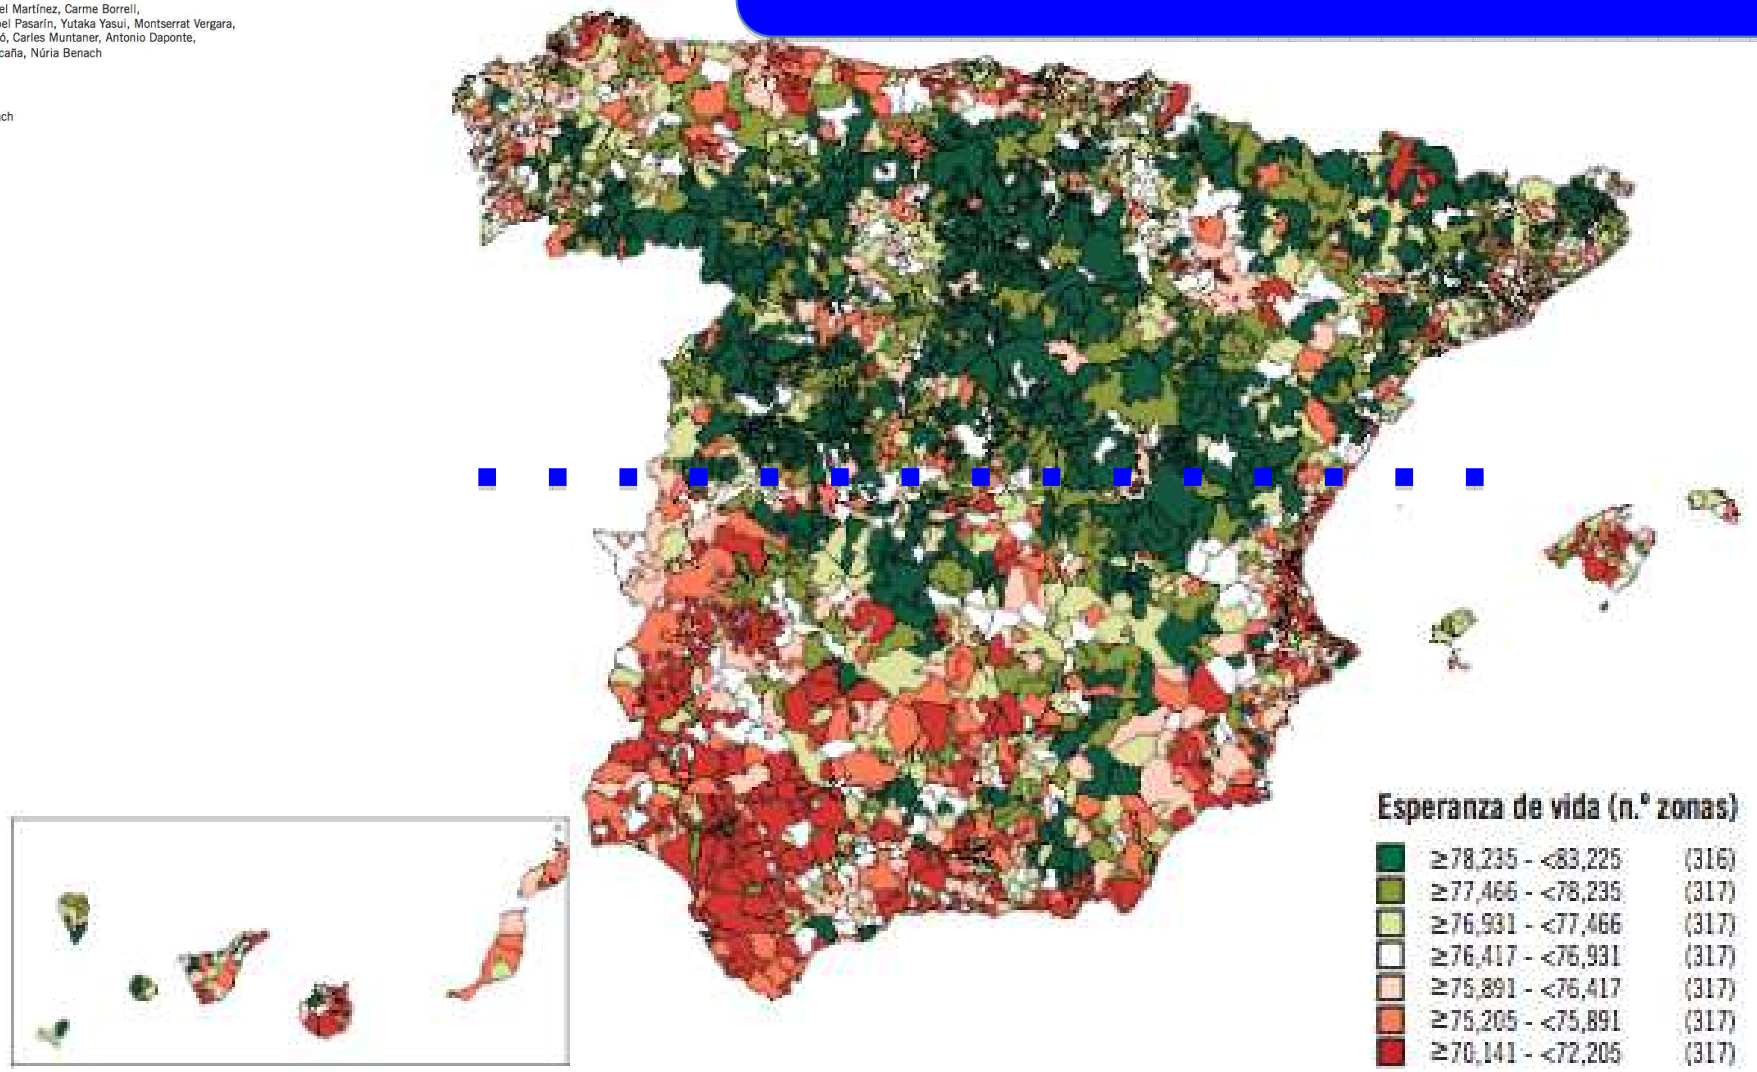 el Martínez, Carme Borrell,
bel Pasarín, Yutaka Yasui, Montserrat Vergara,
ó, Carles Muntaner, Antonio Daponte,
caña, Núria Benach
ch
Esperanza de vida (n.º zonas)
≥78,235 - <83,225 (316)
≥77,466 - <78,235 (317)
≥76,931 - <77,466 (317)
≥76,417 - <76,931 (317)
≥75,891 - <76,417 (317)
≥75,205 - <75,891 (317)
≥70,141 - <72,205 (317)